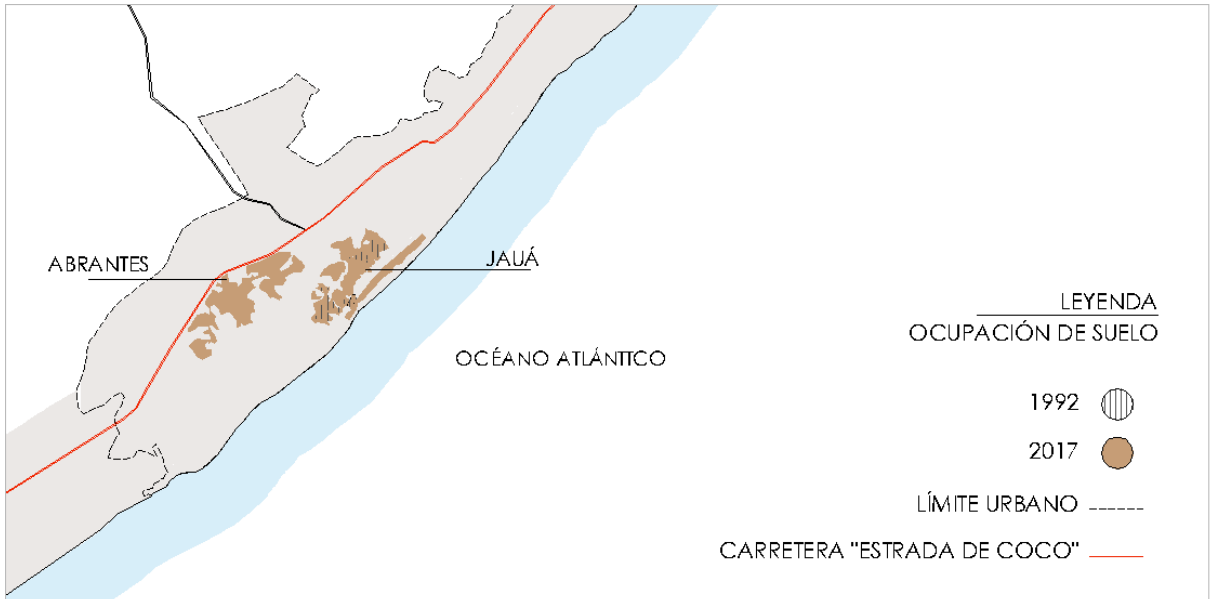 ABRANTES
JAUÁ
OCÉANO ATLÁNTICO
LEYENDA
OCUPACIÓN DE SUELO
1992
2017
LÍMITE URBANO
CARRETERA "ESTRADA DE COCO"